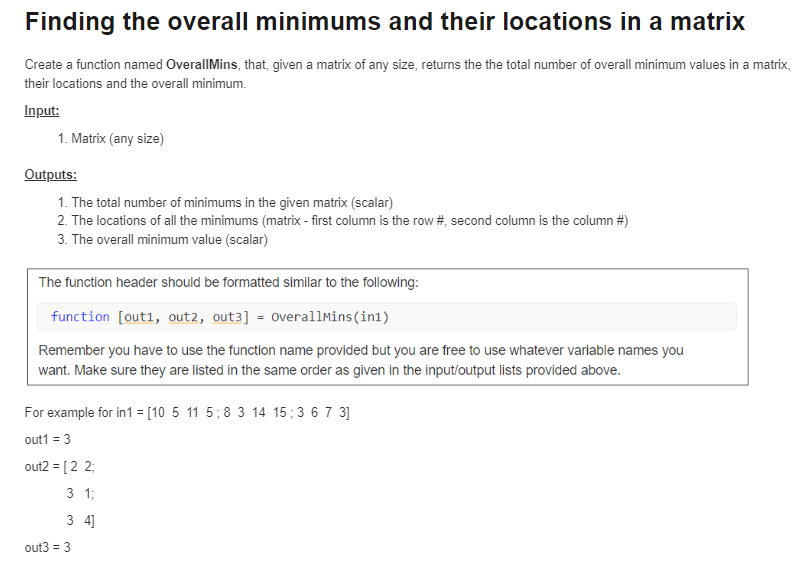 Finding the overall minimums and their locations in a matrix
Create a function named OverallMins, that, given a matrix of any size, returns the the total number of overall minimum values in a matrix,
their locations and the overall minimum.
Input:
1. Matrix (any size)
Outputs:
1. The total number of minimums in the given matrix (scalar)
2. The locations of all the minimums (matrix - first column is the row #, second column is the column #)
3. The overall minimum value (scalar)
The function header should be formatted similar to the following:
function [out1, out2, out3] = OverallMins(in1)
Remember you have to use the function name provided but you are free to use whatever variable names you
want. Make sure they are listed in the same order as given in the input/output lists provided above.
For example for in1 = [10 5 11 5 ; 8 3 14 15 ; 3 6 7 3]
out1 = 3
out2 = [ 2 2;
3 1;
3 4]
out3 = 3